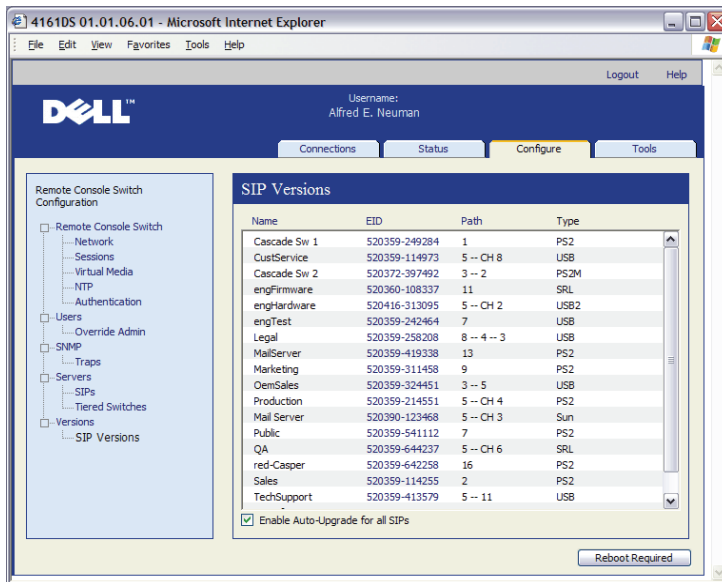 4161DS 01.01.06.01 - Microsoft Internet Explorer
File Edit View Favorites Tools Help
Logout Help
DELL™
Username:
Alfred E. Neuman
Connections Status Configure Tools
Remote Console Switch
Configuration
Remote Console Switch
Network
Sessions
Virtual Media
NTP
Authentication
Users
Override Admin
SNMP
Traps
Servers
SIPs
Tiered Switches
Versions
SIP Versions
SIP Versions
Name EID Path Type
Cascade Sw 1 520359-249284 1 PS2
CustService 520359-114973 5 -- CH 8 USB
Cascade Sw 2 520372-397492 3 -- 2 PS2M
engFirmware 520360-108337 11 SRL
engHardware 520416-313095 5 -- CH 2 USB2
engTest 520359-242464 7 USB
Legal 520359-258208 8 -- 4 -- 3 USB
MailServer 520359-419338 13 PS2
Marketing 520359-311458 9 PS2
OemSales 520359-324451 3 -- 5 USB
Production 520359-214551 5 -- CH 4 PS2
Mail Server 520390-123468 5 -- CH 3 Sun
Public 520359-541112 7 PS2
QA 520359-644237 5 -- CH 6 SRL
red-Casper 520359-642258 16 PS2
Sales 520359-114255 2 PS2
TechSupport 520359-413579 5 -- 11 USB
Enable Auto-Upgrade for all SIPs
Reboot Required